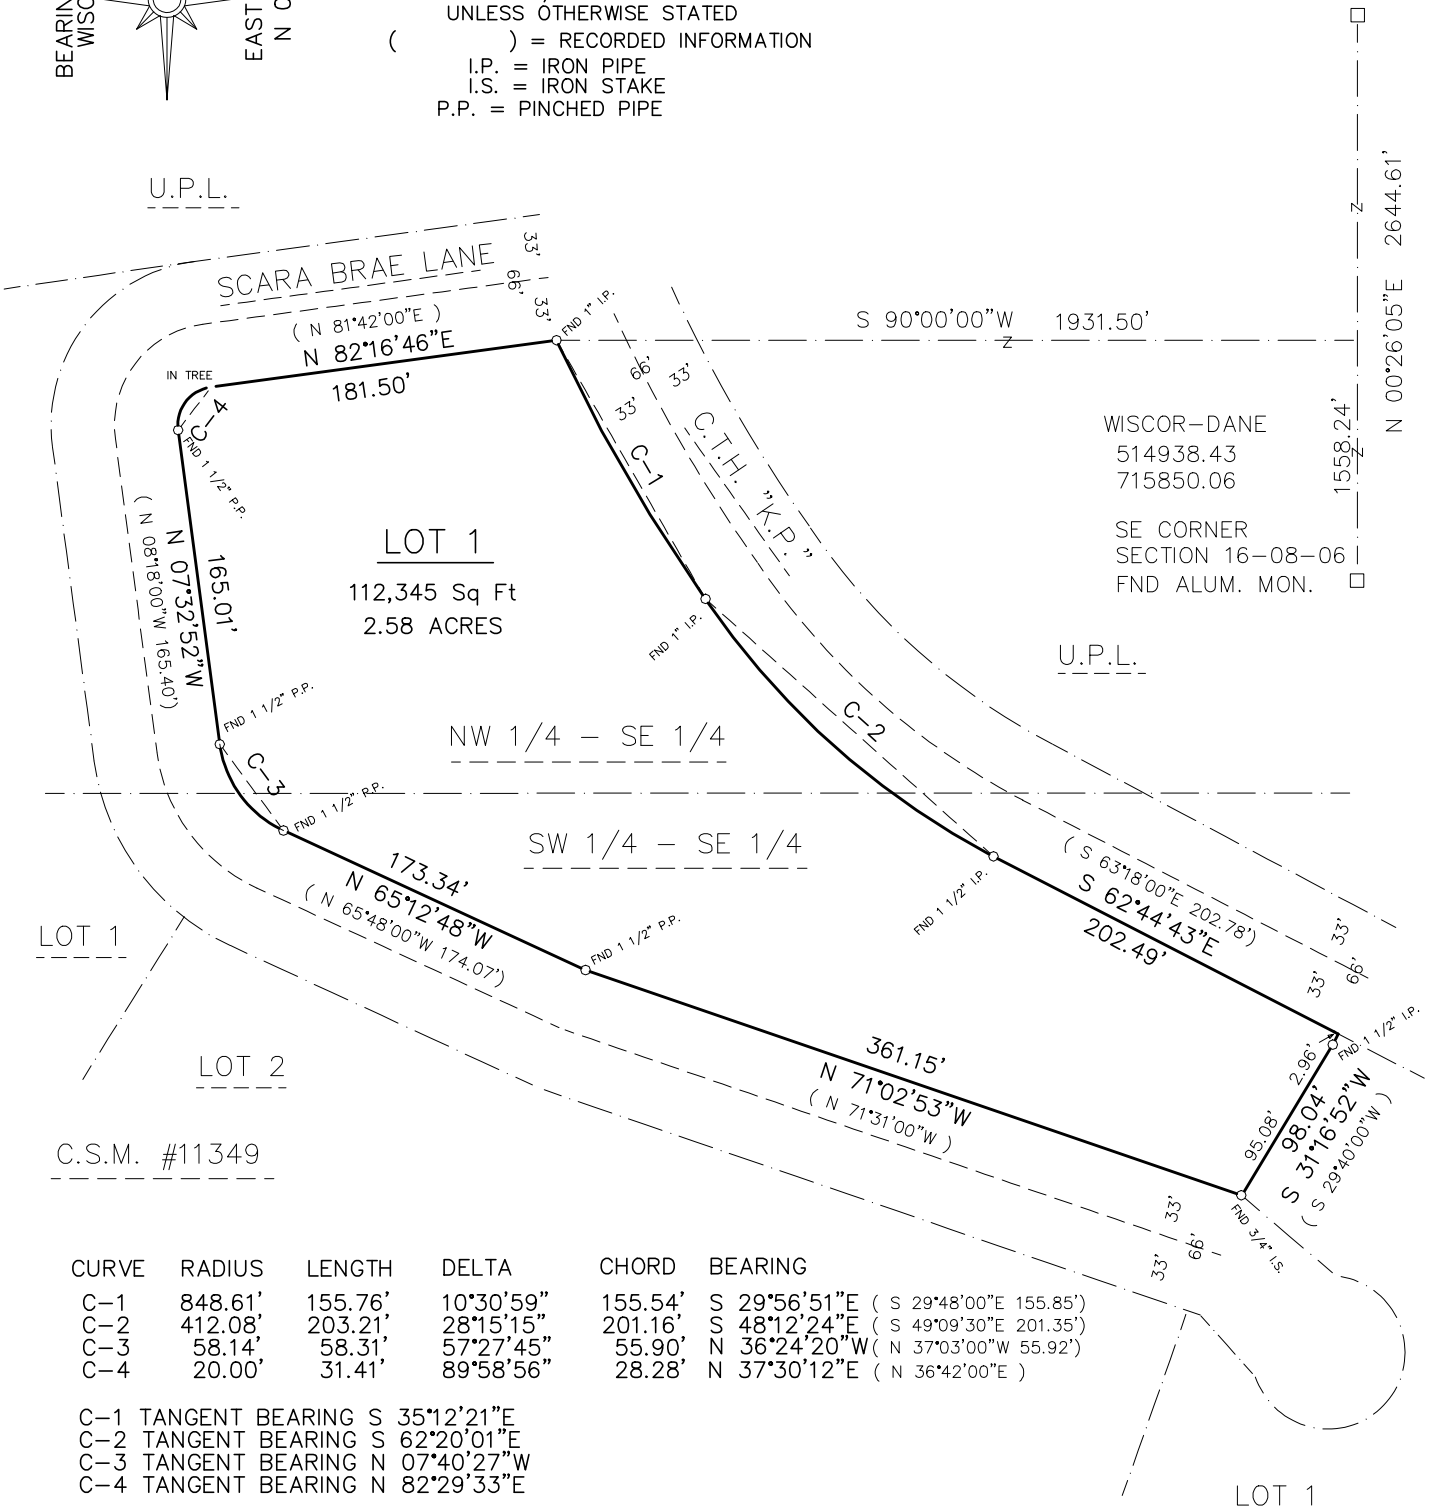 BEARIN
WISC
EAST
N 0
UNLESS OTHERWISE STATED
( ) = RECORDED INFORMATION
I.P. = IRON PIPE
I.S. = IRON STAKE
P.P. = PINCHED PIPE
U.P.L.
SCARA BRAE LANE
33'
66'
33'
( N 81°42'00"E )
N 82°16'46"E
181.50'
FND 1" I.P.
IN TREE
C-4
FND 1 1/2" P.P.
S 90°00'00"W 1931.50'
Z
Z
N 00°26'05"E 2644.61'
1558.24'
Z
66'
33'
33'
C-1
C.T.H. "K.P."
WISCOR-DANE
514938.43
715850.06
SE CORNER
SECTION 16-08-06
FND ALUM. MON.
LOT 1
112,345 Sq Ft
2.58 ACRES
165.01'
N 07°32'52"W
( N 08°18'00"W 165.40')
FND 1" I.P.
U.P.L.
FND 1 1/2" P.P.
C-3
C-2
NW 1/4 - SE 1/4
FND 1 1/2" P.P.
SW 1/4 - SE 1/4
173.34'
N 65°12'48"W
( N 65°48'00"W 174.07')
FND 1 1/2" P.P.
FND 1 1/2" I.P.
( S 63°18'00"E 202.78')
S 62°44'43"E
202.49'
33'
66'
33'
LOT 1
FND 1 1/2" I.P.
2.96'
95.08'
98.04'
S 31°16'52"W
( S 29°40'00"W )
361.15'
N 71°02'53"W
( N 71°31'00"W )
LOT 2
C.S.M. #11349
FND 3/4" I.S.
33'
66'
33'
CURVE RADIUS LENGTH DELTA CHORD BEARING
C-1 848.61' 155.76' 10°30'59" 155.54' S 29°56'51"E ( S 29°48'00"E 155.85')
C-2 412.08' 203.21' 28°15'15" 201.16' S 48°12'24"E ( S 49°09'30"E 201.35')
C-3 58.14' 58.31' 57°27'45" 55.90' N 36°24'20"W ( N 37°03'00"W 55.92')
C-4 20.00' 31.41' 89°58'56" 28.28' N 37°30'12"E ( N 36°42'00"E )
C-1 TANGENT BEARING S 35°12'21"E
C-2 TANGENT BEARING S 62°20'01"E
C-3 TANGENT BEARING N 07°40'27"W
C-4 TANGENT BEARING N 82°29'33"E
LOT 1